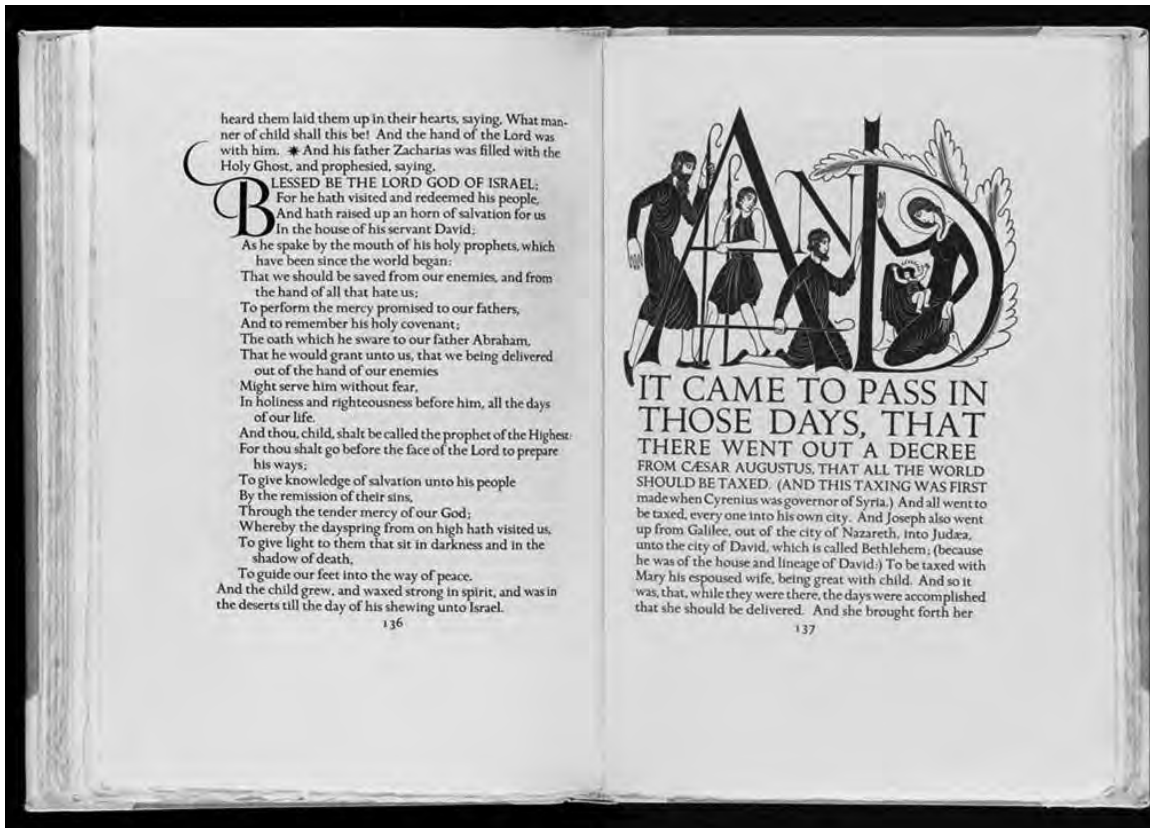 heard them laid them up in their hearts, saying, What man-
ner of child shall this be! And the hand of the Lord was
with him. ✷ And his father Zacharias was filled with the
Holy Ghost, and prophesied, saying,
BLESSED BE THE LORD GOD OF ISRAEL;
For he hath visited and redeemed his people,
And hath raised up an horn of salvation for us
In the house of his servant David;
As he spake by the mouth of his holy prophets, which
have been since the world began:
That we should be saved from our enemies, and from
the hand of all that hate us;
To perform the mercy promised to our fathers,
And to remember his holy covenant;
The oath which he sware to our father Abraham,
That he would grant unto us, that we being delivered
out of the hand of our enemies
Might serve him without fear,
In holiness and righteousness before him, all the days
of our life.
And thou, child, shalt be called the prophet of the Highest:
For thou shalt go before the face of the Lord to prepare
his ways;
To give knowledge of salvation unto his people
By the remission of their sins,
Through the tender mercy of our God;
Whereby the dayspring from on high hath visited us,
To give light to them that sit in darkness and in the
shadow of death,
To guide our feet into the way of peace.
And the child grew, and waxed strong in spirit, and was in
the deserts till the day of his shewing unto Israel.
136
AND
IT CAME TO PASS IN
THOSE DAYS, THAT
THERE WENT OUT A DECREE
FROM CÆSAR AUGUSTUS, THAT ALL THE WORLD
SHOULD BE TAXED. (AND THIS TAXING WAS FIRST
made when Cyrenius was governor of Syria.) And all went to
be taxed, every one into his own city. And Joseph also went
up from Galilee, out of the city of Nazareth, into Judæa,
unto the city of David, which is called Bethlehem; (because
he was of the house and lineage of David:) To be taxed with
Mary his espoused wife, being great with child. And so it
was, that, while they were there, the days were accomplished
that she should be delivered. And she brought forth her
137